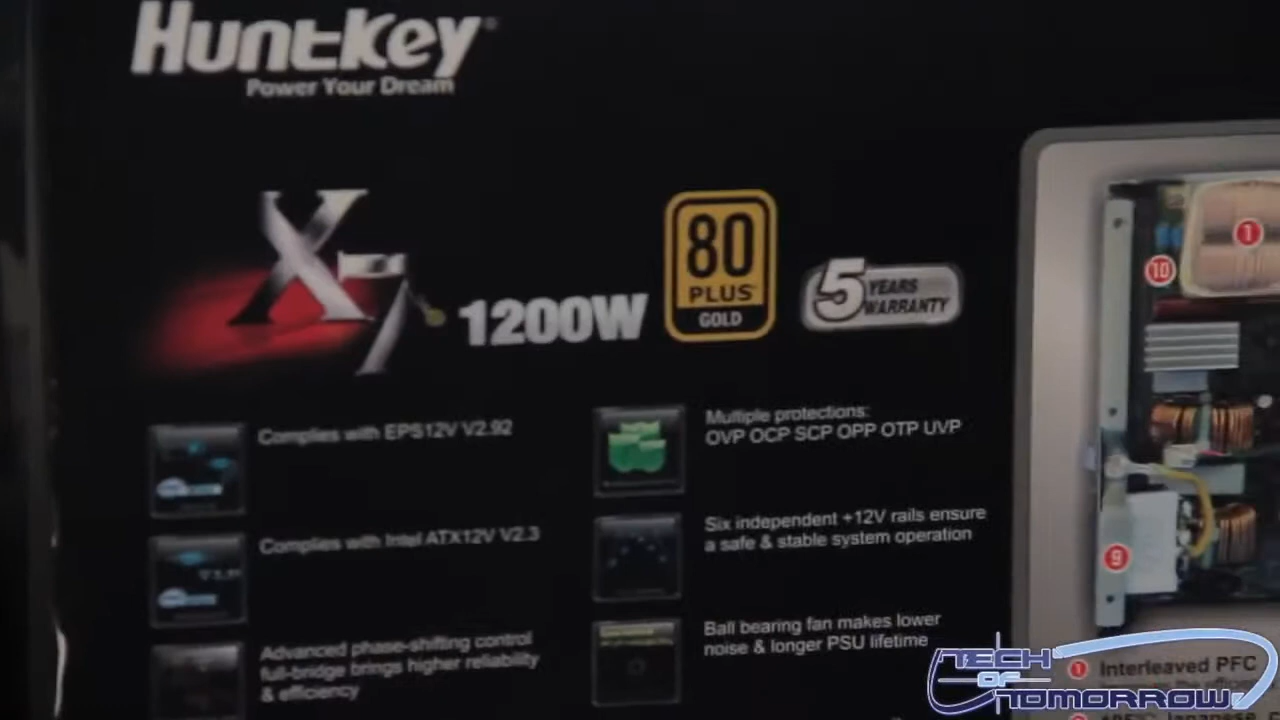 Huntkey®
Power Your Dream
X7
1200W
80
PLUS
GOLD
5
YEARS
WARRANTY
Complies with EPS12V V2.92
Complies with Intel ATX12V V2.3
Advanced phase-shifting control
full-bridge brings higher reliability
& efficiency
Multiple protections:
OVP OCP SCP OPP OTP UVP
Six independent +12V rails ensure
a safe & stable system operation
Ball bearing fan makes lower
noise & longer PSU lifetime
1
10
9
1 Interleaved PFC
TECH
OF
TOMORROW